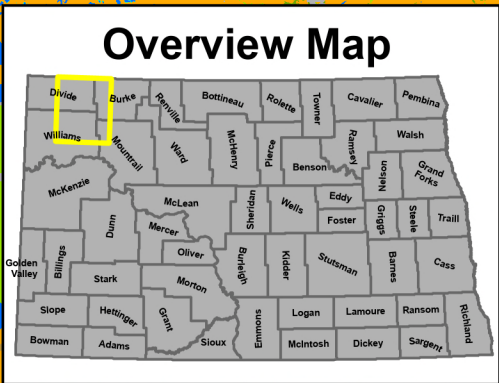 Overview Map
Divide
Burke
Renville
Bottineau
Rolette
Towner
Cavalier
Pembina
Williams
Mountrail
Ward
McHenry
Pierce
Benson
Ramsey
Walsh
Nelson
Grand
Forks
McKenzie
McLean
Sheridan
Wells
Eddy
Foster
Griggs
Steele
Traill
Dunn
Mercer
Oliver
Golden
Valley
Billings
Stark
Morton
Burleigh
Kidder
Stutsman
Barnes
Cass
Slope
Hettinger
Grant
Emmons
Logan
Lamoure
Ransom
Richland
Bowman
Adams
Sioux
McIntosh
Dickey
Sargent